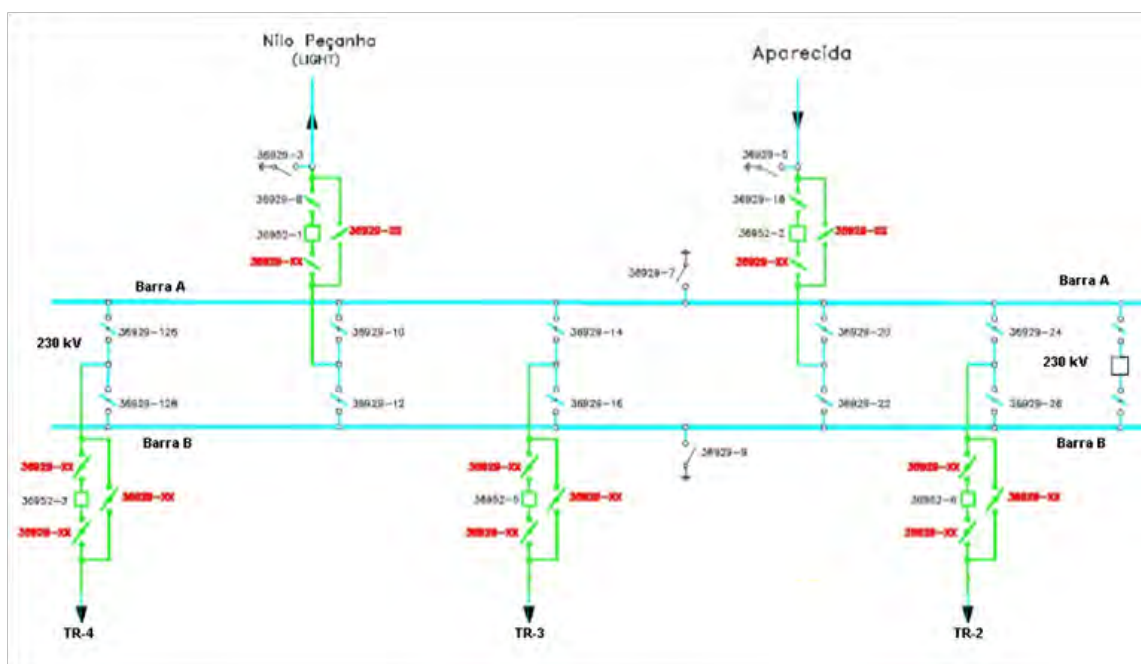 Nilo Peçanha
(LIGHT)
Aparecida
36929-3
36929-5
36929-8
36929-18
36952-1
36929-XX
36952-2
36929-XX
36929-XX
36929-XX
36929-7
Barra A
Barra A
36929-126
36929-10
36929-14
36929-20
36929-24
230 kV
230 kV
36929-128
36929-12
36929-16
36929-22
36929-26
Barra B
Barra B
36929-9
36929-XX
36929-XX
36929-XX
36952-3
36929-XX
36952-5
36929-XX
36952-6
36929-XX
36929-XX
36929-XX
36929-XX
TR-4
TR-3
TR-2